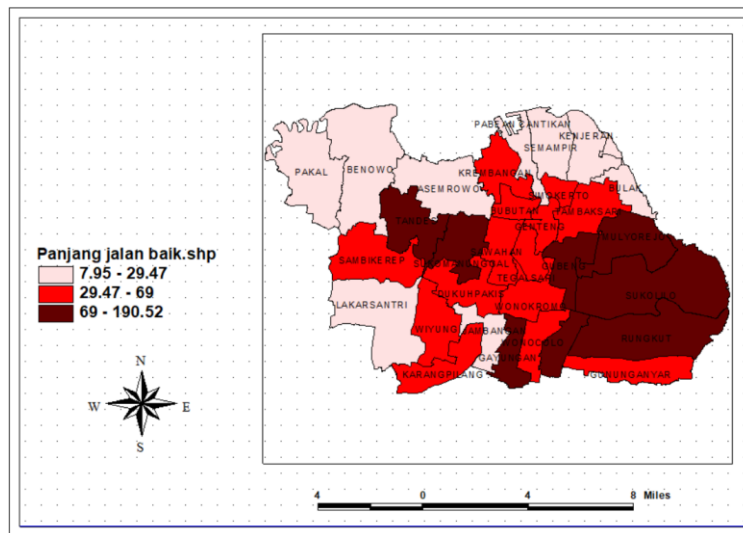 PABEAN CANTIKAN
KENJERAN
SEMAMPIR
PAKAL
BENOWO
KREMBANGAN
ASEMROWO
BULAK
SIMOKERTO
TAMBAKSARI
BUBUTAN
TANDES
GENTENG
MULYOREJO
Panjang jalan baik.shp
7.95 - 29.47
29.47 - 69
69 - 190.52
SAWAHAN
GUBENG
SAMBIKEREP
SUKOMANUNGGAL
TEGALSARI
SUKOLILO
LAKARSANTRI
DUKUHPAKIS
WONOKROMO
WIYUNG
JAMBANGAN
WONOCOLO
RUNGKUT
GAYUNGAN
KARANGPILANG
GUNUNGANYAR
N
W
E
S
4 0 4 8 Miles